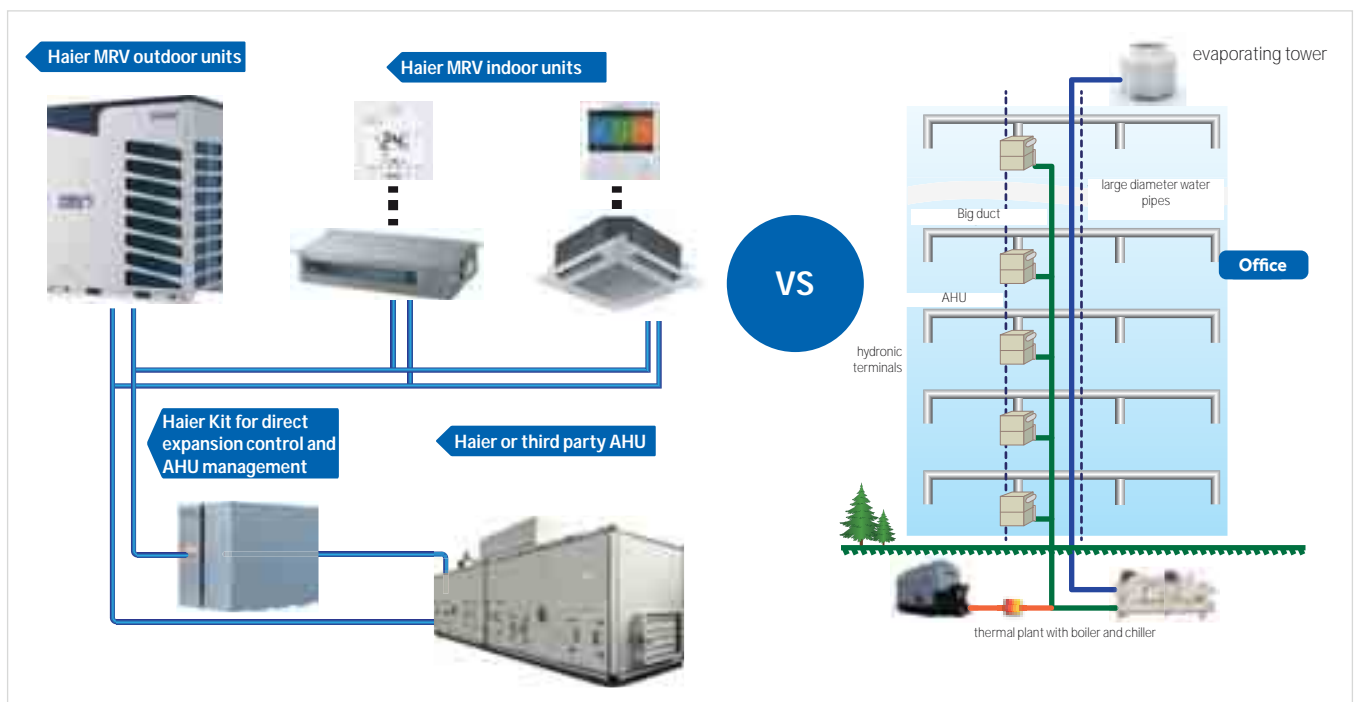 Haier MRV outdoor units
Haier MRV indoor units
Haier Kit for direct
expansion control and
AHU management
Haier or third party AHU
VS
evaporating tower
large diameter water
pipes
Big duct
Office
AHU
hydronic
terminals
thermal plant with boiler and chiller